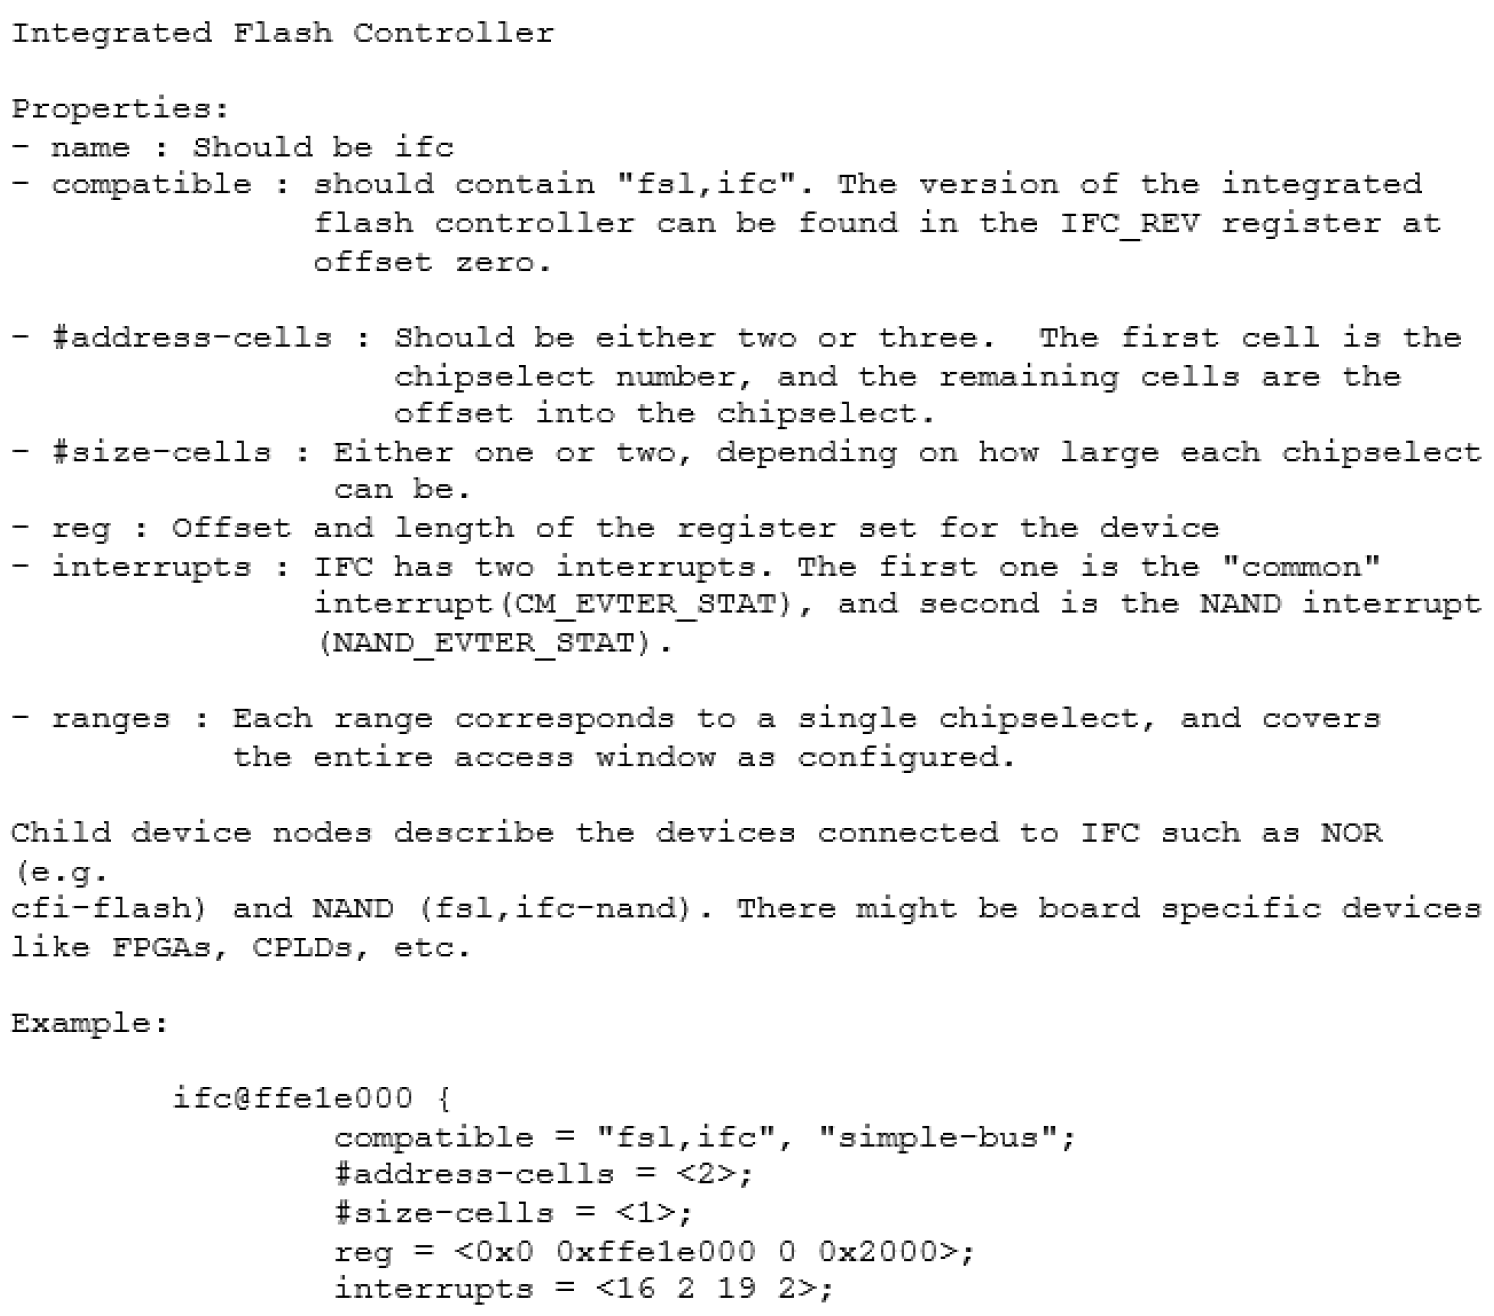 Integrated Flash Controller
Properties:
- name : Should be ifc
- compatible : should contain "fsl,ifc". The version of the integrated
flash controller can be found in the IFC_REV register at
offset zero.
- #address-cells : Should be either two or three.  The first cell is the
chipselect number, and the remaining cells are the
offset into the chipselect.
- #size-cells : Either one or two, depending on how large each chipselect
can be.
- reg : Offset and length of the register set for the device
- interrupts : IFC has two interrupts. The first one is the "common"
interrupt(CM_EVTER_STAT), and second is the NAND interrupt
(NAND_EVTER_STAT).
- ranges : Each range corresponds to a single chipselect, and covers
the entire access window as configured.
Child device nodes describe the devices connected to IFC such as NOR
(e.g.
cfi-flash) and NAND (fsl,ifc-nand). There might be board specific devices
like FPGAs, CPLDs, etc.
Example:
ifc@ffe1e000 {
compatible = "fsl,ifc", "simple-bus";
#address-cells = <2>;
#size-cells = <1>;
reg = <0x0 0xffe1e000 0 0x2000>;
interrupts = <16 2 19 2>;